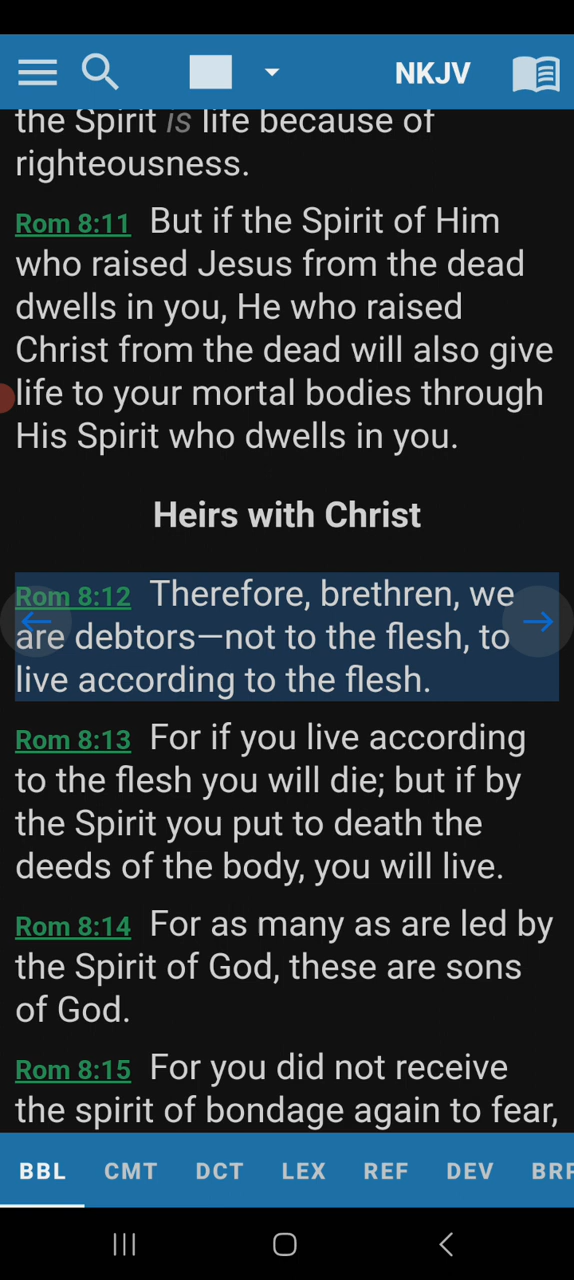 NKJV
the Spirit is life because of
righteousness.
Rom 8:11 But if the Spirit of Him
who raised Jesus from the dead
dwells in you, He who raised
Christ from the dead will also give
life to your mortal bodies through
His Spirit who dwells in you.
Heirs with Christ
Rom 8:12 Therefore, brethren, we
are debtors—not to the flesh, to
live according to the flesh.
Rom 8:13 For if you live according
to the flesh you will die; but if by
the Spirit you put to death the
deeds of the body, you will live.
Rom 8:14 For as many as are led by
the Spirit of God, these are sons
of God.
Rom 8:15 For you did not receive
the spirit of bondage again to fear,
BBL CMT DCT LEX REF DEV BRP